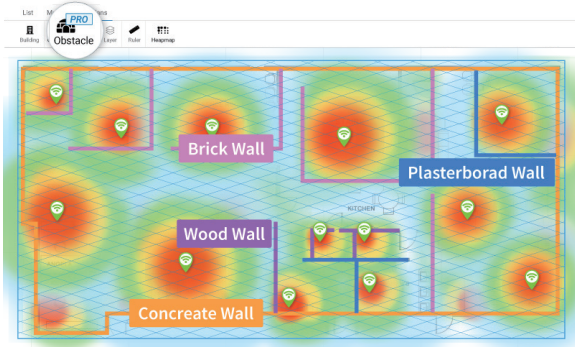 List
PRO
Building
Obstacle
Layer
Ruler
Heapmap
Brick Wall
Plasterborad Wall
KITCHEN
Wood Wall
Concreate Wall